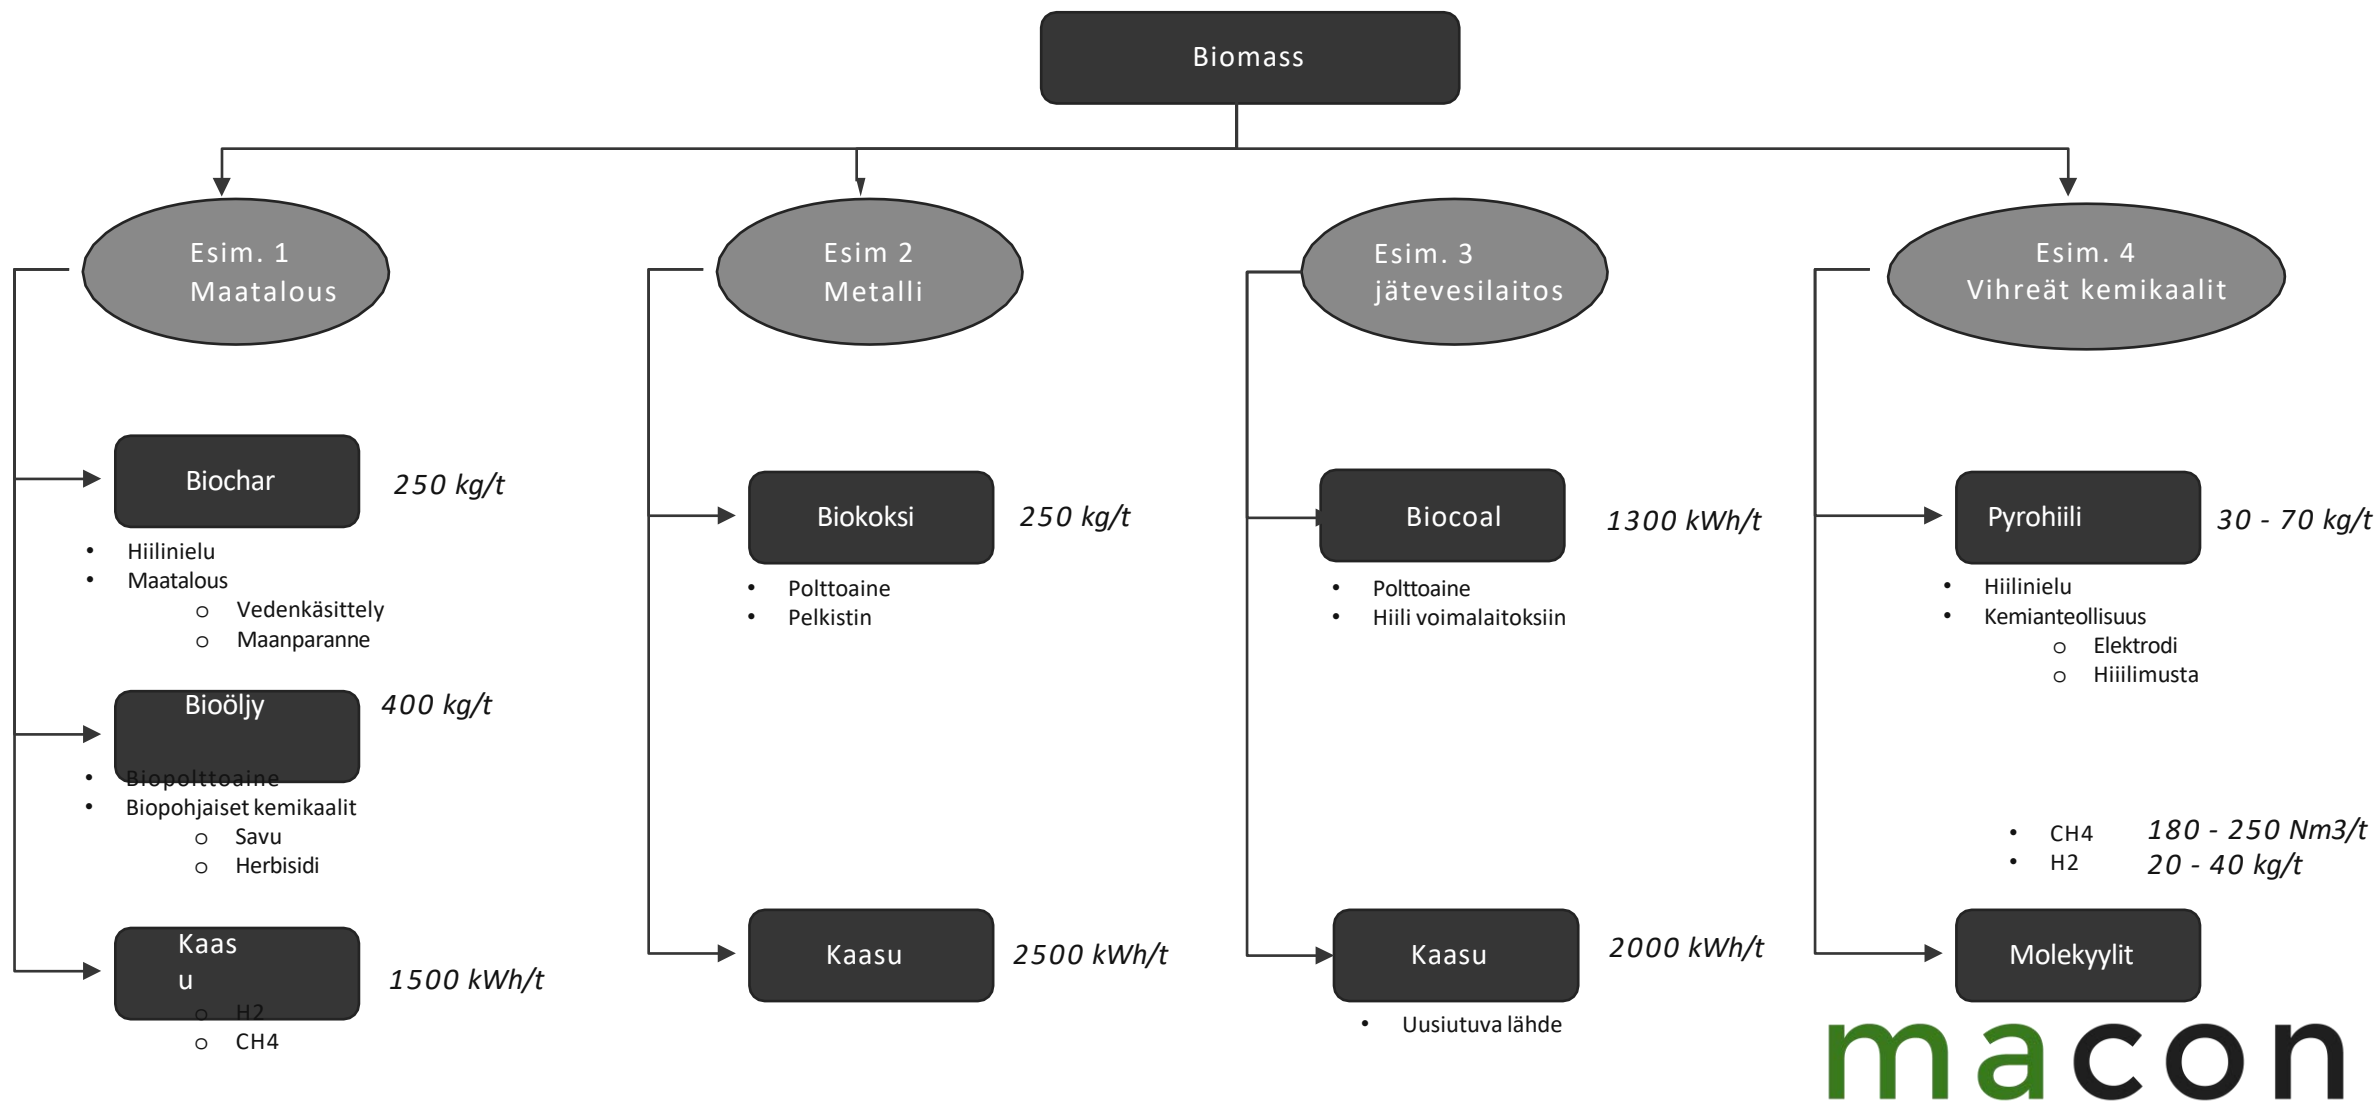 Biomass
Esim. 1
Maatalous
Biochar
250 kg/t
• Hiilinielu
• Maatalous
o Vedenkäsittely
o Maanparanne
Bioöljy
400 kg/t
• Biopolttoaine
• Biopohjaiset kemikaalit
o Savu
o Herbisidi
Kaas
u
1500 kWh/t
o H2
o CH4
Esim 2
Metalli
Biokoksi
250 kg/t
• Polttoaine
• Pelkistin
Kaasu
2500 kWh/t
Esim. 3
jätevesilaitos
Biocoal
1300 kWh/t
• Polttoaine
• Hiili voimalaitoksiin
Kaasu
2000 kWh/t
• Uusiutuva lähde
Esim. 4
Vihreät kemikaalit
Pyrohiili
30 - 70 kg/t
• Hiilinielu
• Kemianteollisuus
o Elektrodi
o Hiiilimusta
• CH4 180 - 250 Nm3/t
• H2 20 - 40 kg/t
Molekyylit
macon